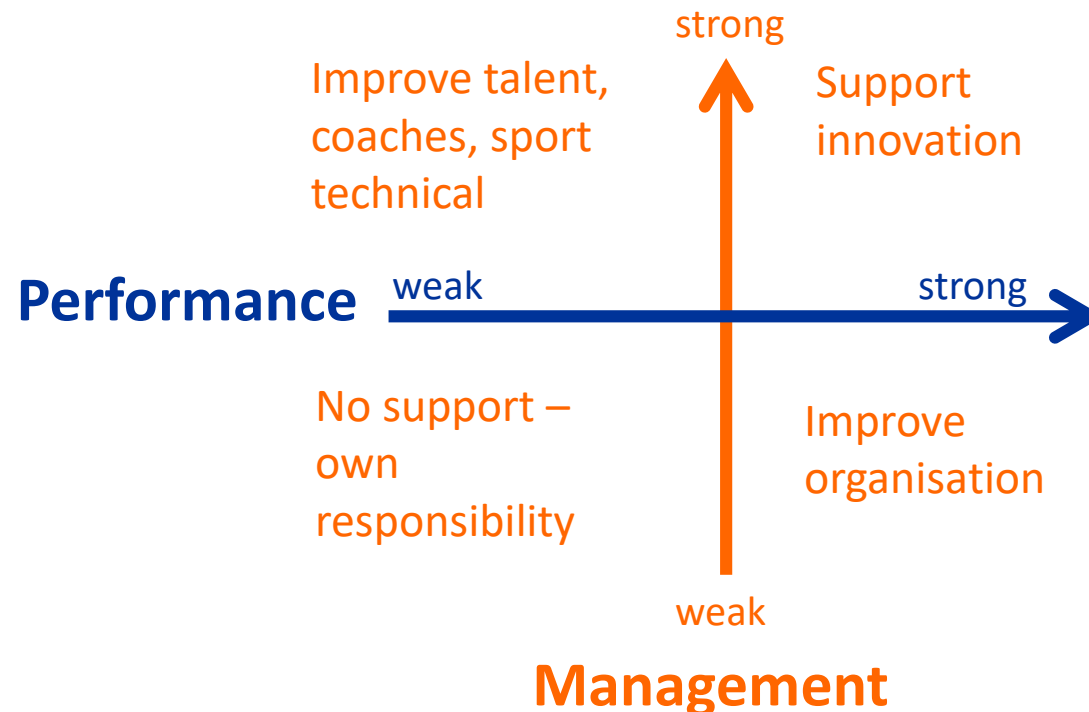 strong
Improve talent,
coaches, sport
technical
Support
innovation
Performance
weak
strong
No support –
own
responsibility
Improve
organisation
weak
Management